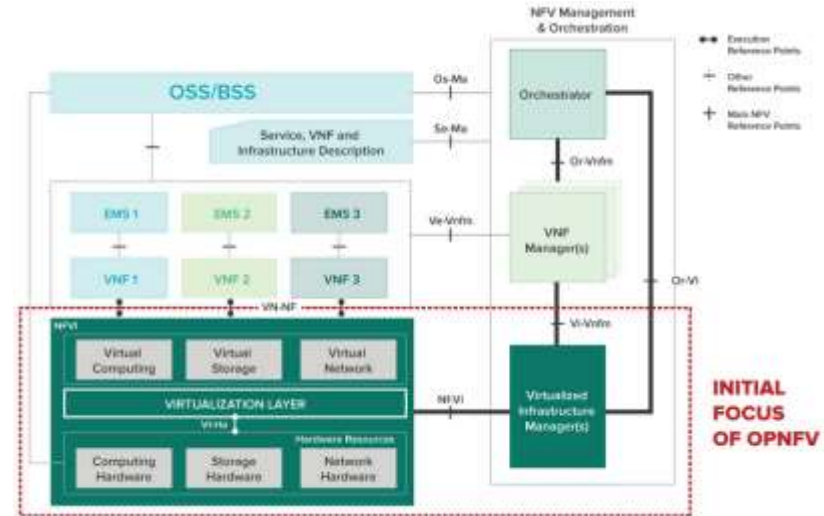 NFV Management
& Orchestration
Execution
Reference Points
Other
Reference Points
Main NFV
Reference Points
OSS/BSS
Os-Ma
Orchestrator
Se-Ma
Service, VNF and
Infrastructure Description
Or-Vnfm
EMS 1
EMS 2
EMS 3
Ve-Vnfm
VNF
Manager(s)
VNF 1
VNF 2
VNF 3
Or-Vi
VN-NF
Vi-Vnfm
NFVI
Virtual
Computing
Virtual
Storage
Virtual
Network
VIRTUALIZATION LAYER
NFVi
Virtualized
Infrastructure
Manager(s)
INITIAL
FOCUS
OF OPNFV
Vi-Ha
Hardware Resources
Computing
Hardware
Storage
Hardware
Network
Hardware